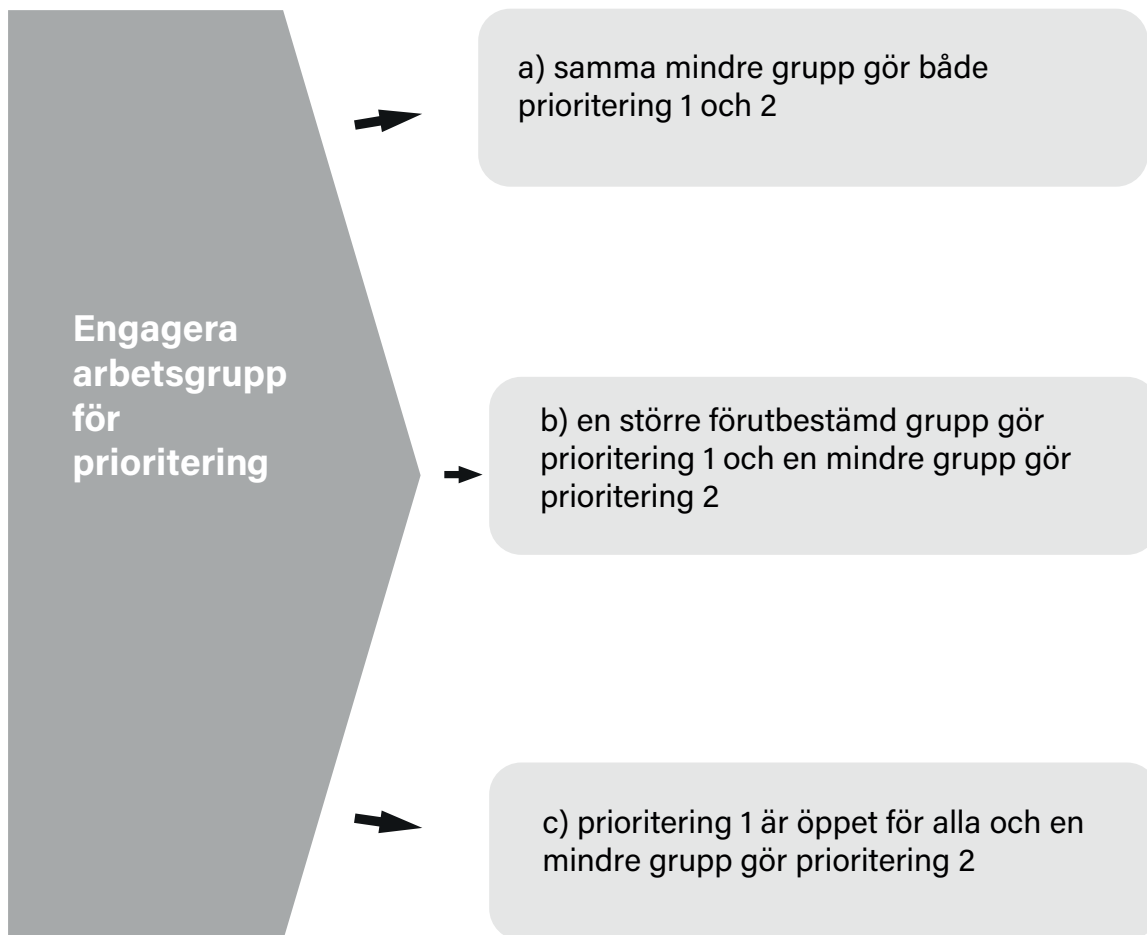 Engagera
arbetsgrupp
för
prioritering
a) samma mindre grupp gör både
prioritering 1 och 2
b) en större förutbestämd grupp gör
prioritering 1 och en mindre grupp gör
prioritering 2
c) prioritering 1 är öppet för alla och en
mindre grupp gör prioritering 2